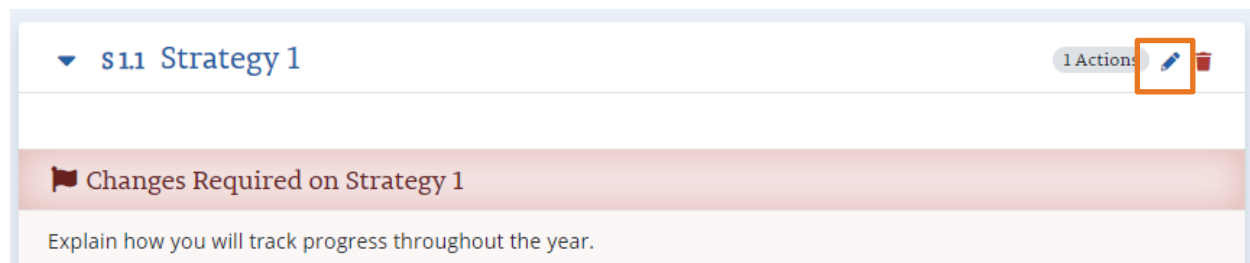 S 1.1 Strategy 1 1 Actions
Changes Required on Strategy 1
Explain how you will track progress throughout the year.